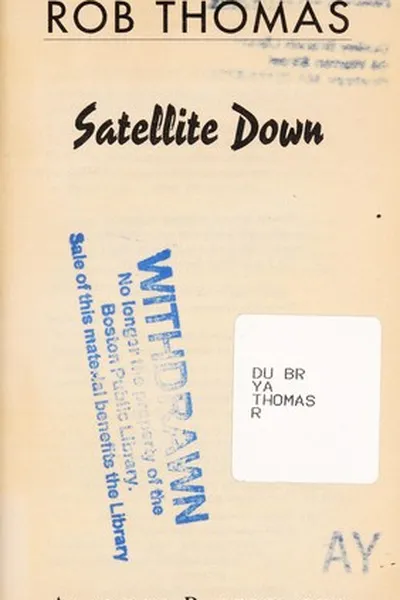 ROB THOMAS
Satellite Down
WITHDRAWN
No longer the property of the
Boston Public Library.
Sale of this material benefits the Library
DU BR
YA
THOMAS
R
AY